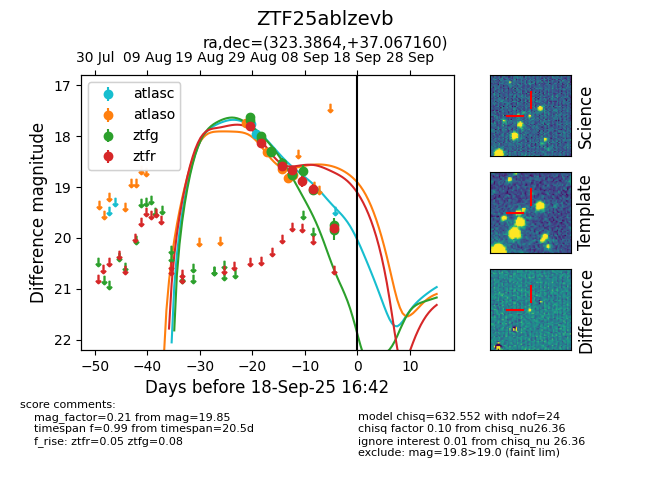 ZTF25ablzevb
ra,dec=(323.3864,+37.067160)
30 Jul 09 Aug 19 Aug 29 Aug 08 Sep 18 Sep 28 Sep
17
18
19
20
21
22
Difference magnitude
atlasc
atlaso
ztfg
ztfr
−50 −40 −30 −20 −10 0 10
Days before 18-Sep-25 16:42
Science
Template
Difference
score comments:
mag_factor=0.21 from mag=19.85
timespan f=0.99 from timespan=20.5d
f_rise: ztfr=0.05 ztfg=0.08
model chisq=632.552 with ndof=24
chisq factor 0.10 from chisq_nu26.36
ignore interest 0.01 from chisq_nu 26.36
exclude: mag=19.8>19.0 (faint lim)